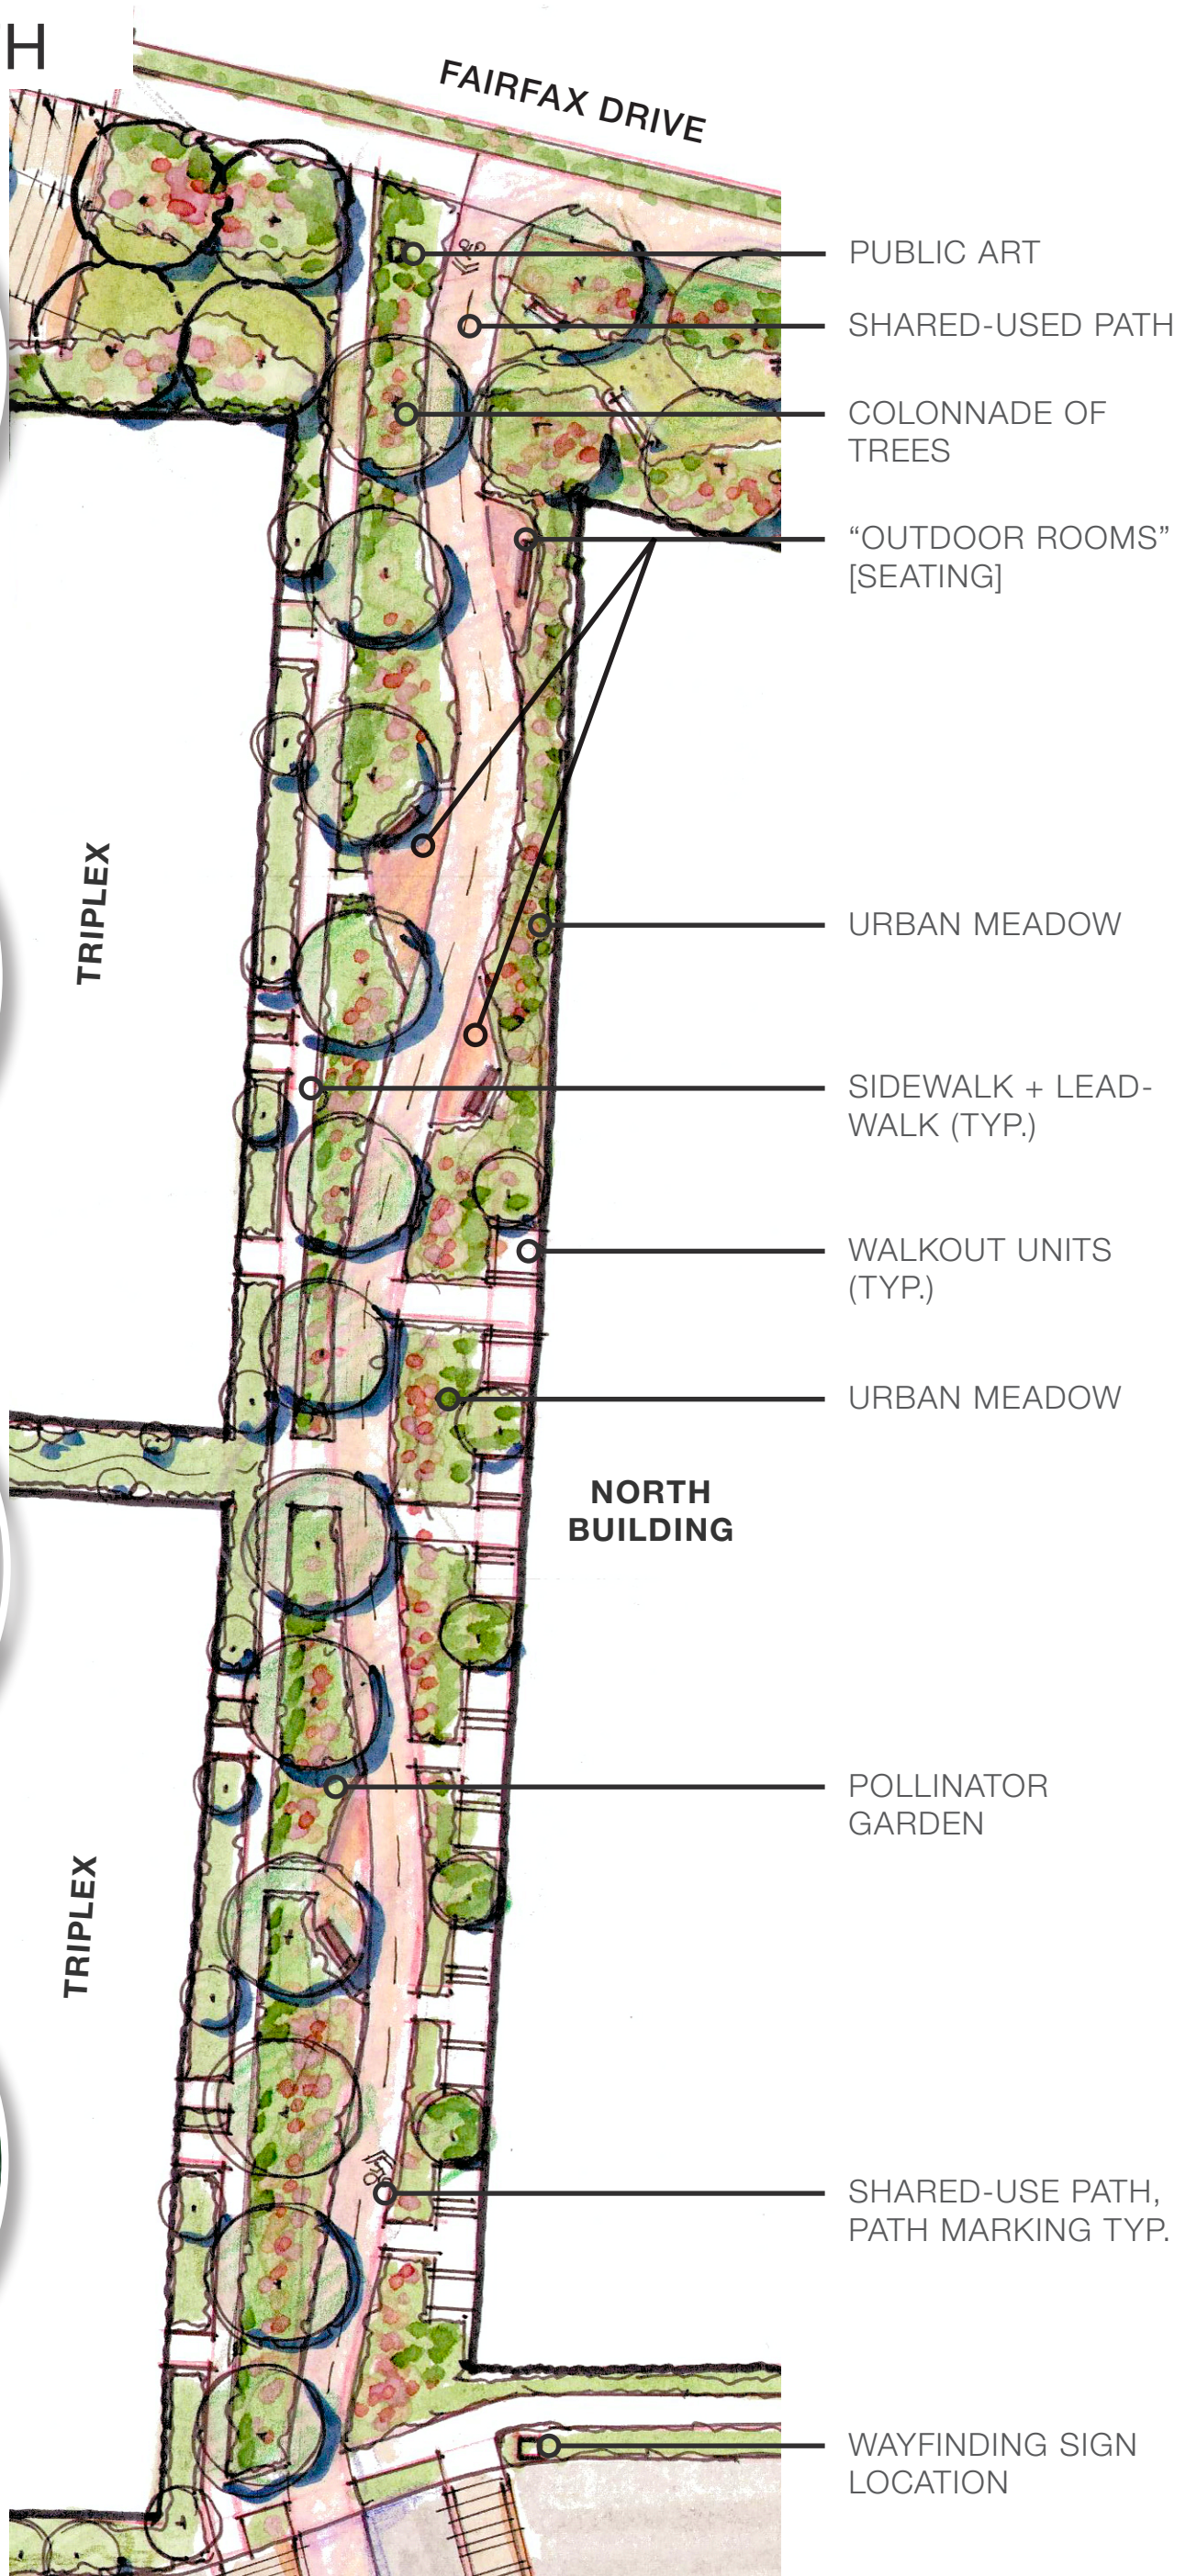 H
FAIRFAX DRIVE
PUBLIC ART
SHARED-USED PATH
COLONNADE OF
TREES
“OUTDOOR ROOMS”
[SEATING]
TRIPLEX
URBAN MEADOW
SIDEWALK + LEAD-
WALK (TYP.)
WALKOUT UNITS
(TYP.)
URBAN MEADOW
NORTH
BUILDING
POLLINATOR
GARDEN
TRIPLEX
SHARED-USE PATH,
PATH MARKING TYP.
WAYFINDING SIGN
LOCATION